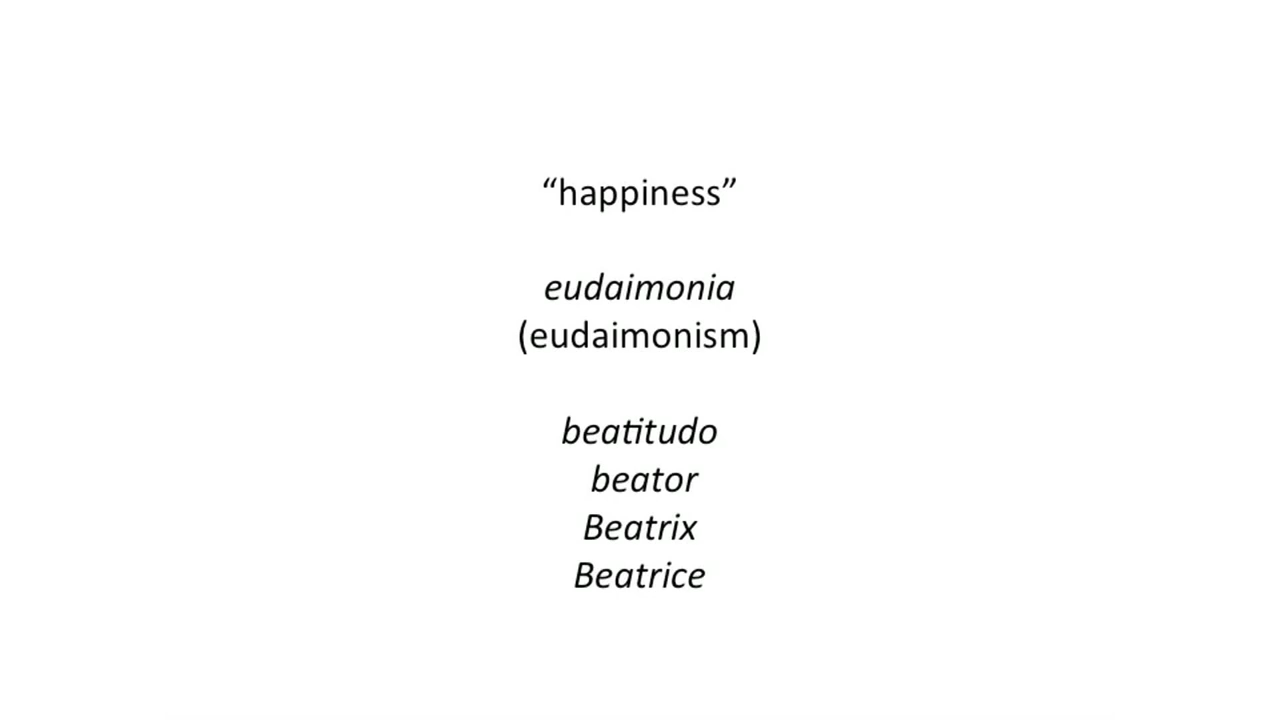 “happiness”
eudaimonia
(eudaimonism)
beatitudo
beator
Beatrix
Beatrice